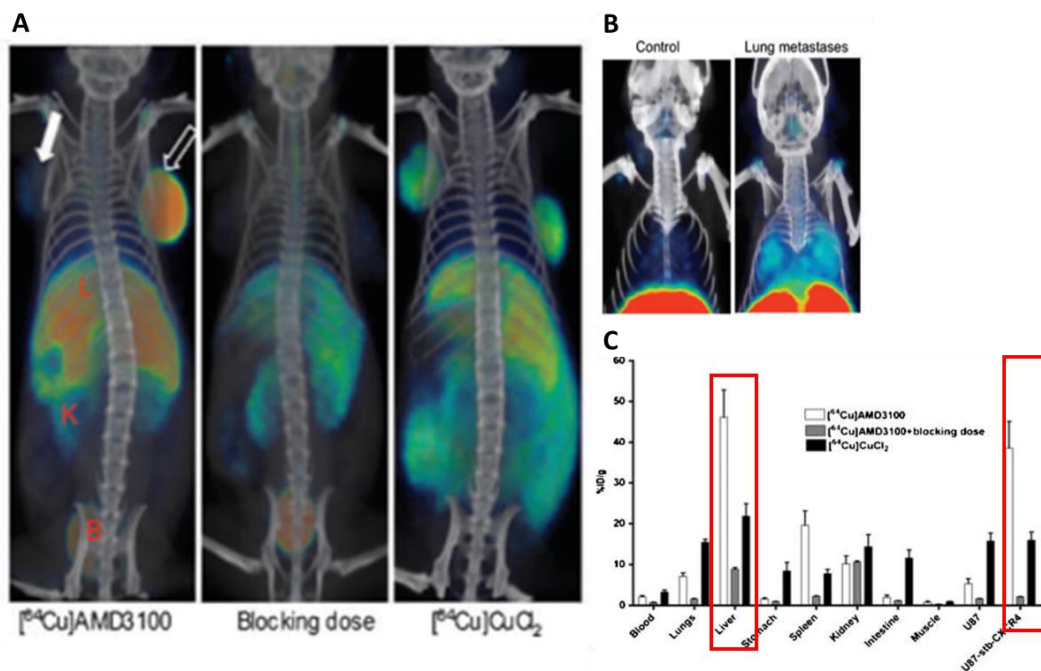 A
L
K
B
[⁶⁴Cu]AMD3100
Blocking dose
[⁶⁴Cu]CuCl₂
B
Control
Lung metastases
C
%ID/g
60
50
40
30
20
10
0
[⁶⁴Cu]AMD3100
[⁶⁴Cu]AMD3100+blocking dose
[⁶⁴Cu]CuCl₂
Blood
Lungs
Liver
Stomach
Spleen
Kidney
Intestine
Muscle
U87
U87-stb-CXCR4